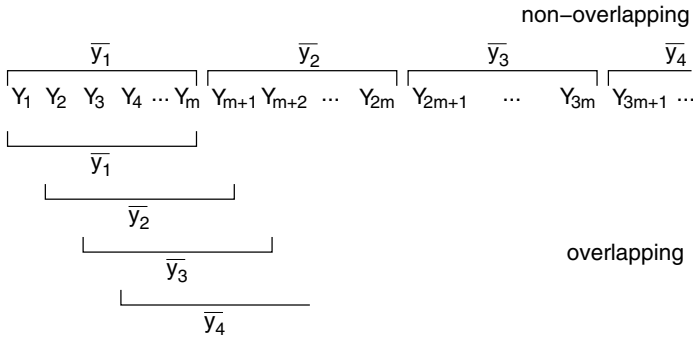 non−overlapping
y̅₁ y̅₂ y̅₃ y̅₄
Y₁ Y₂ Y₃ Y₄ ... Yₘ Yₘ₊₁ Yₘ₊₂ ... Y₂ₘ Y₂ₘ₊₁ ... Y₃ₘ Y₃ₘ₊₁ ...
y̅₁
y̅₂
y̅₃
overlapping
y̅₄